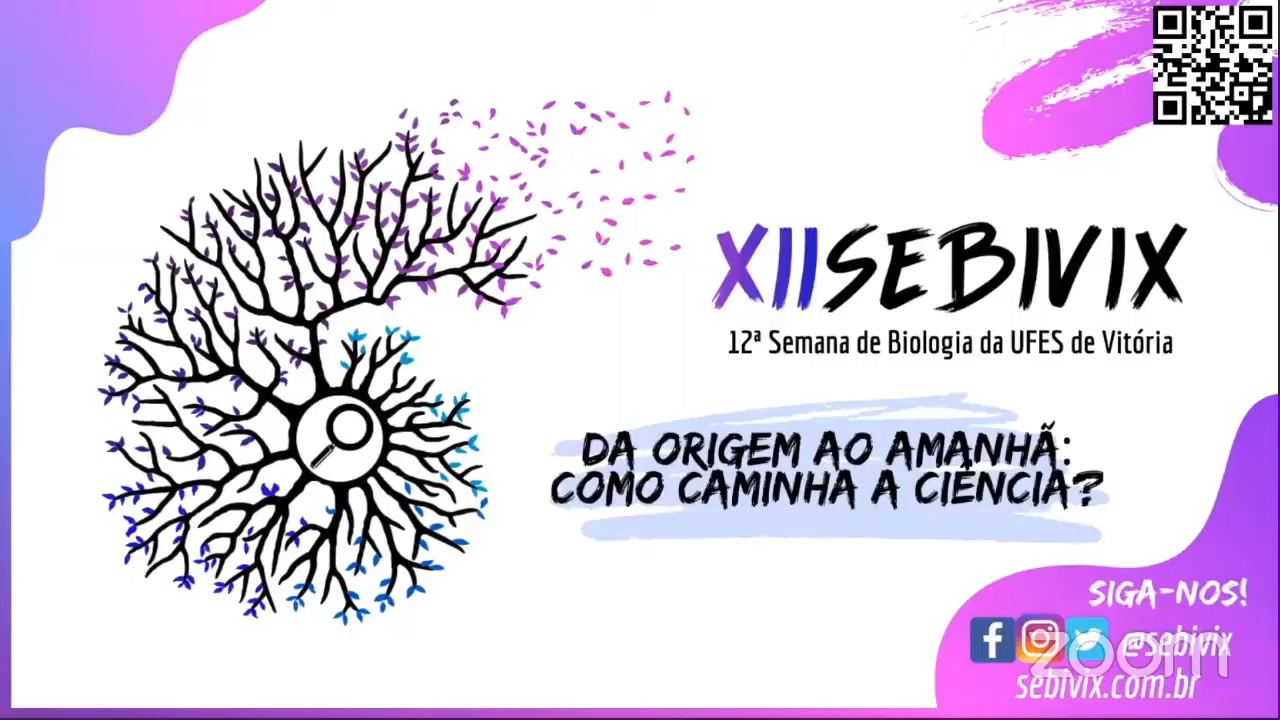 XIISEBIVIX
12ª Semana de Biologia da UFES de Vitória
DA ORIGEM AO AMANHÃ:
COMO CAMINHA A CIÊNCIA?
SIGA-NOS!
@sebivix
zoom
sebivix.com.br